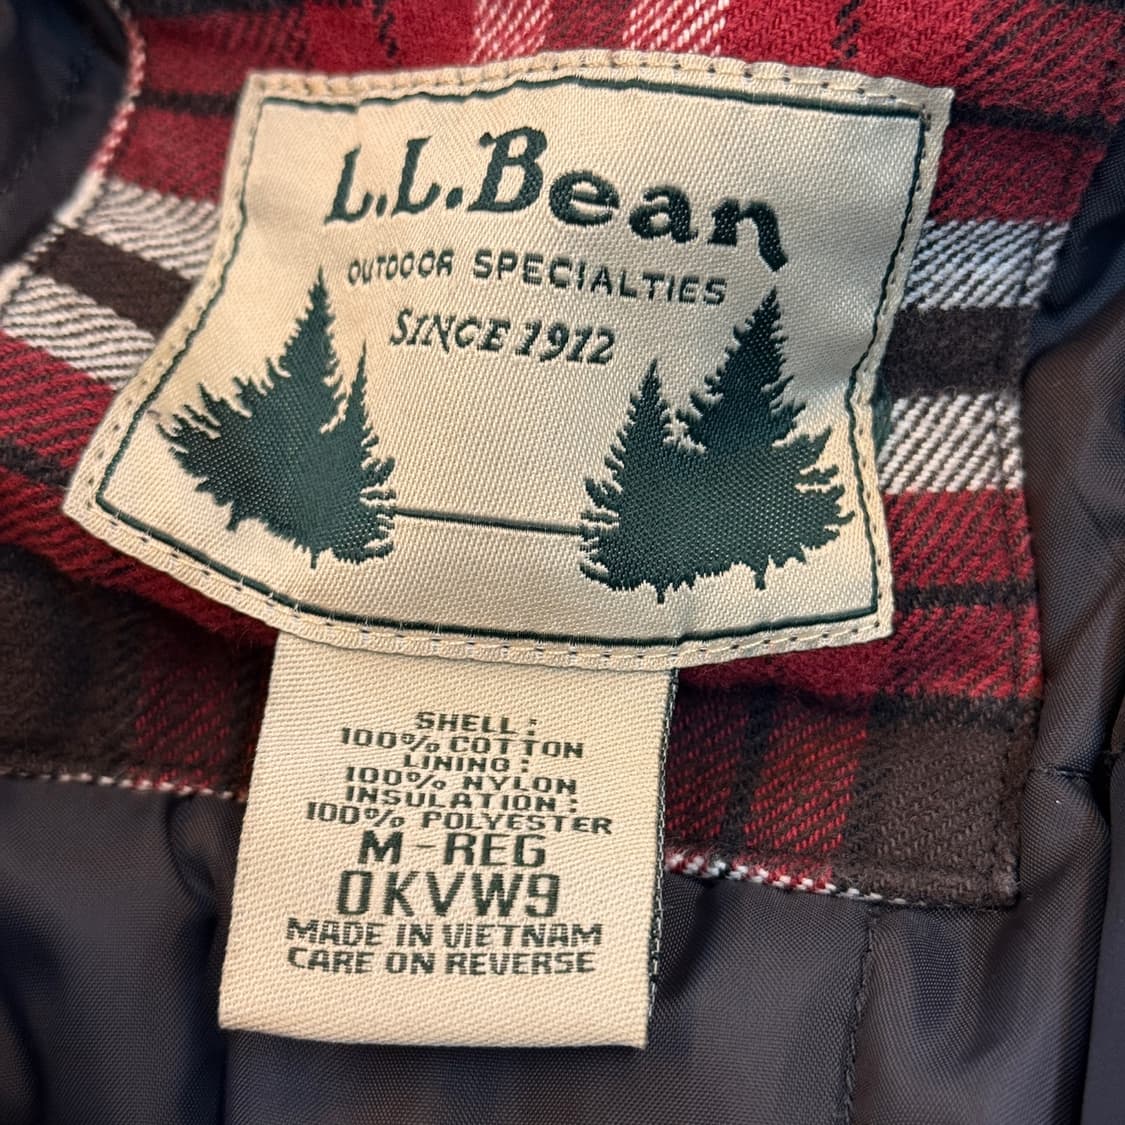 L.L.Bean
OUTDOOR SPECIALTIES
SINCE 1912
SHELL:
100% COTTON
LINING:
100% NYLON
INSULATION:
100% POLYESTER
M-REG
0KVW9
MADE IN VIETNAM
CARE ON REVERSE